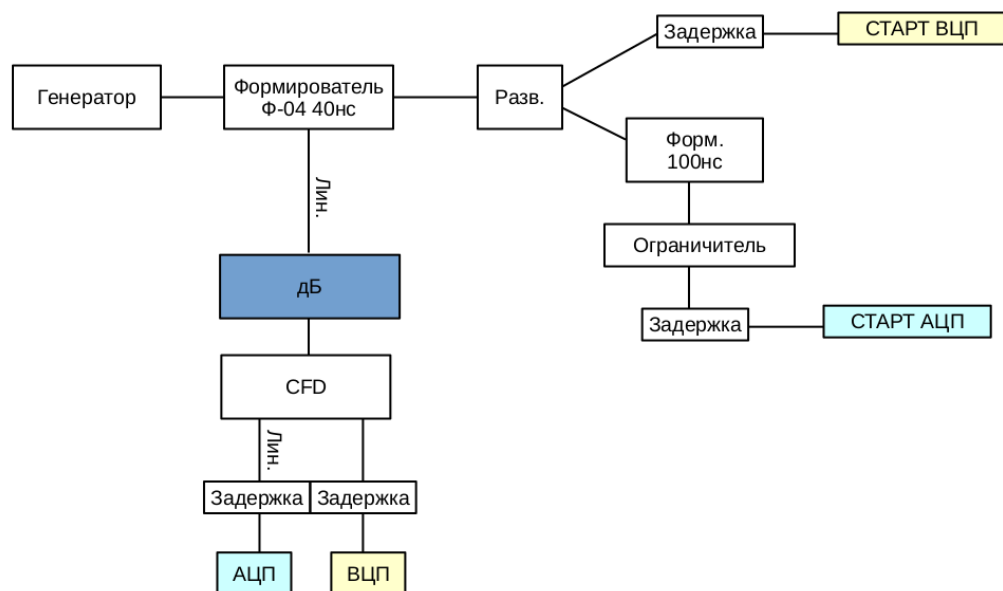 Задержка
СТАРТ ВЦП
Генератор
Формирователь
Ф-04 40нс
Разв.
Форм.
100нс
Лин.
Ограничитель
дБ
Задержка
СТАРТ АЦП
CFD
Лин.
Задержка
Задержка
АЦП
ВЦП